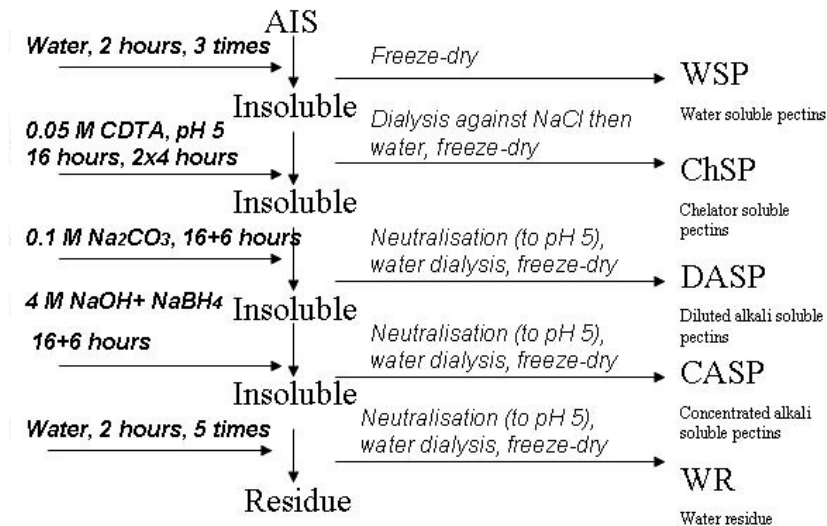 AIS
Water, 2 hours, 3 times
Freeze-dry
WSP
Water soluble pectins
Insoluble
0.05 M CDTA, pH 5
16 hours, 2x4 hours
Dialysis against NaCl then
water, freeze-dry
ChSP
Chelator soluble
pectins
Insoluble
0.1 M Na₂CO₃, 16+6 hours
Neutralisation (to pH 5),
water dialysis, freeze-dry
DASP
Diluted alkali soluble
pectins
Insoluble
4 M NaOH+ NaBH₄
16+6 hours
Neutralisation (to pH 5),
water dialysis, freeze-dry
CASP
Concentrated alkali
soluble pectins
Insoluble
Water, 2 hours, 5 times
Neutralisation (to pH 5),
water dialysis, freeze-dry
WR
Water residue
Residue